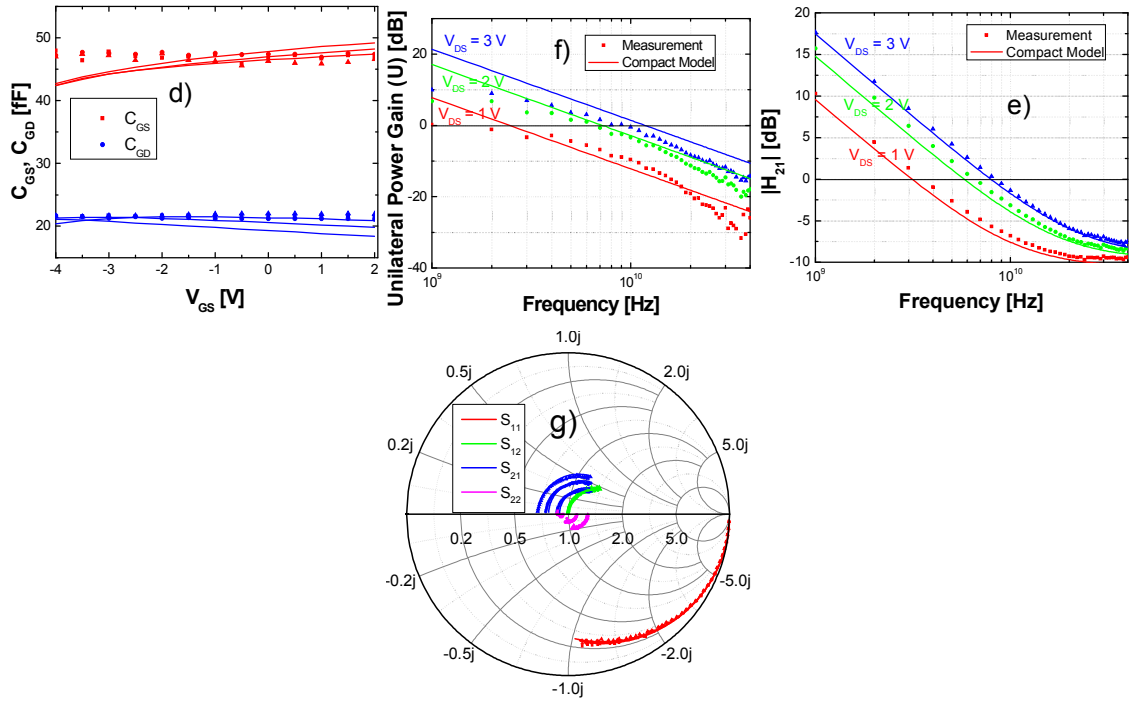 d)
C_GS, C_GD [fF]
50
40
30
20
C_GS
C_GD
-4 -3 -2 -1 0 1 2
V_GS [V]
f)
Unilateral Power Gain (U) [dB]
40
20
0
-20
-40
V_DS = 3 V
V_DS = 2 V
V_DS = 1 V
Measurement
Compact Model
10^9 10^10
Frequency [Hz]
e)
|H_21| [dB]
20
15
10
5
0
-5
-10
V_DS = 3 V
V_DS = 2 V
V_DS = 1 V
Measurement
Compact Model
10^9 10^10
Frequency [Hz]
g)
S_11
S_12
S_21
S_22
1.0j
0.5j 2.0j
0.2j 5.0j
0.2 0.5 1.0 2.0 5.0
-0.2j -5.0j
-0.5j -2.0j
-1.0j